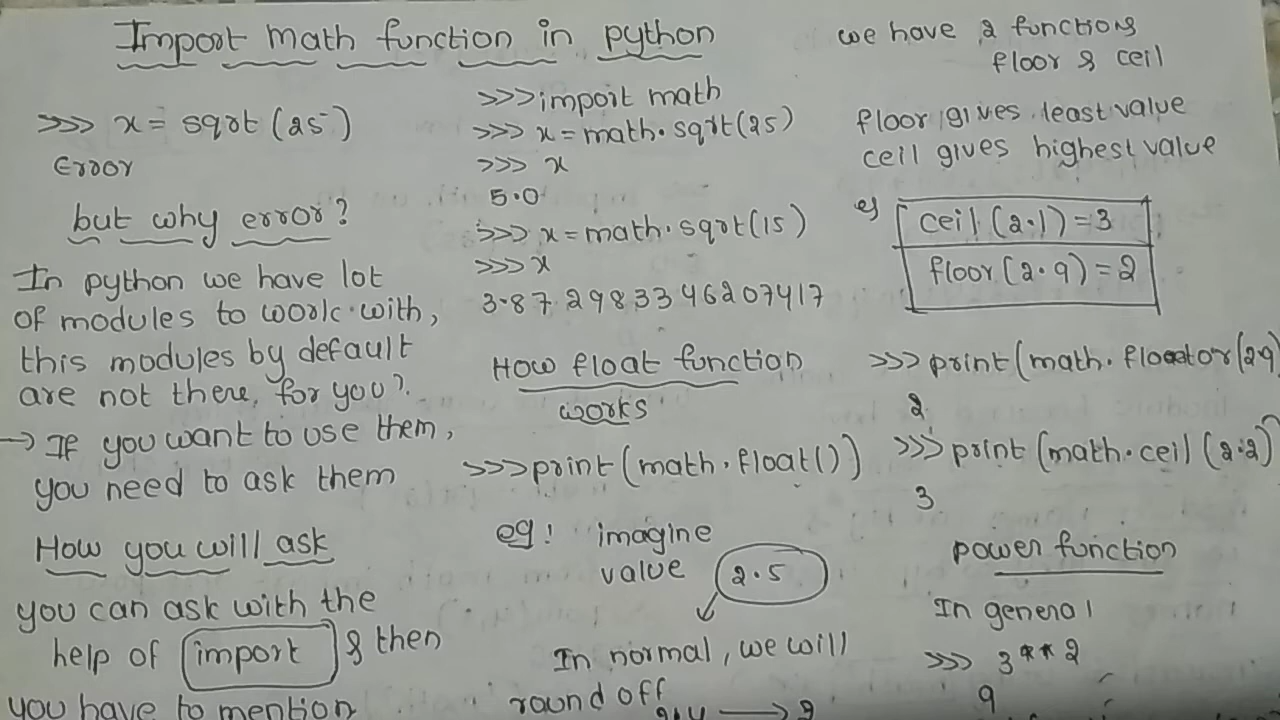 Import math function in python
>>> x = sqrt (25)
Error
but why error?
In python we have lot
of modules to work with,
this modules by default
are not there, for you?
→ If you want to use them,
you need to ask them
How you will ask
you can ask with the
help of import & then
you have to mention
>>> import math
>>> x = math.sqrt(25)
>>> x
5.0
>>> x = math.sqrt(15)
>>> x
3.872983346207417
How float function
works
>>> print (math.float())
eg: imagine
value 2.5
In normal, we will
round off
we have 2 functions
floor & ceil
floor gives least value
ceil gives highest value
eg
ceil (2.1) = 3
floor (2.9) = 2
>>> print (math.
2
>>> print (math.ceil (2.2)
3
power function
In general
>>> 3**2
9